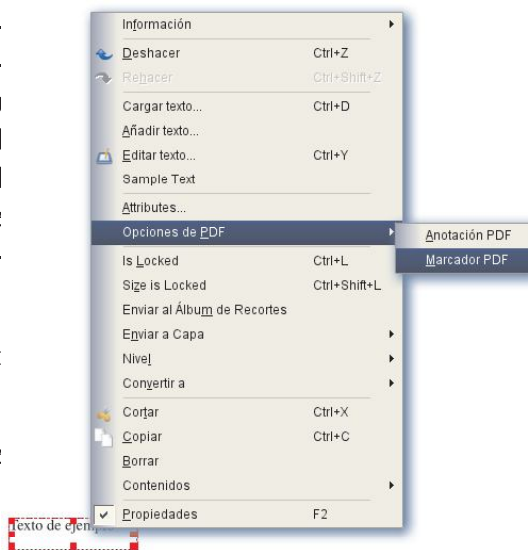 Información
Deshacer Ctrl+Z
Rehacer Ctrl+Shift+Z
Cargar texto... Ctrl+D
Añadir texto...
Editar texto... Ctrl+Y
Sample Text
Attributes...
Opciones de PDF
Anotación PDF
Marcador PDF
Is Locked Ctrl+L
Size is Locked Ctrl+Shift+L
Enviar al Álbum de Recortes
Enviar a Capa
Nivel
Convertir a
Cortar Ctrl+X
Copiar Ctrl+C
Borrar
Contenidos
Propiedades F2
Texto de